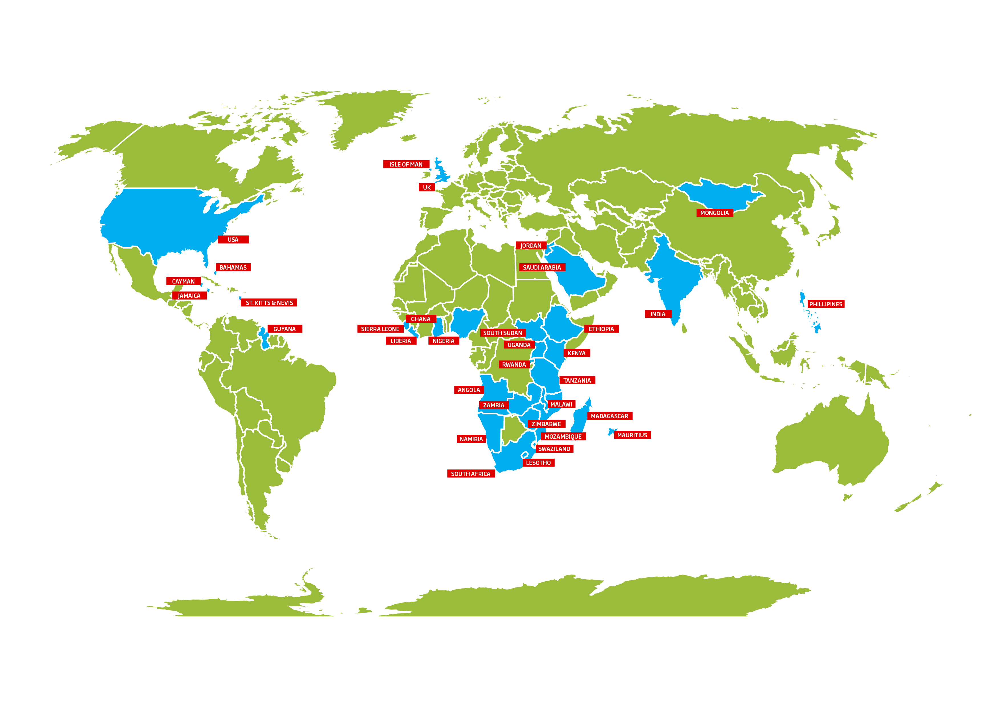 ISLE OF MAN
UK
MONGOLIA
USA
JORDAN
BAHAMAS
SAUDI ARABIA
CAYMAN
JAMAICA
ST. KITTS & NEVIS
PHILLIPINES
INDIA
GHANA
SIERRA LEONE
GUYANA
ETHIOPIA
SOUTH SUDAN
LIBERIA
NIGERIA
UGANDA
KENYA
RWANDA
TANZANIA
ANGOLA
ZAMBIA
MALAWI
MADAGASCAR
ZIMBABWE
MAURITIUS
MOZAMBIQUE
NAMIBIA
SWAZILAND
LESOTHO
SOUTH AFRICA